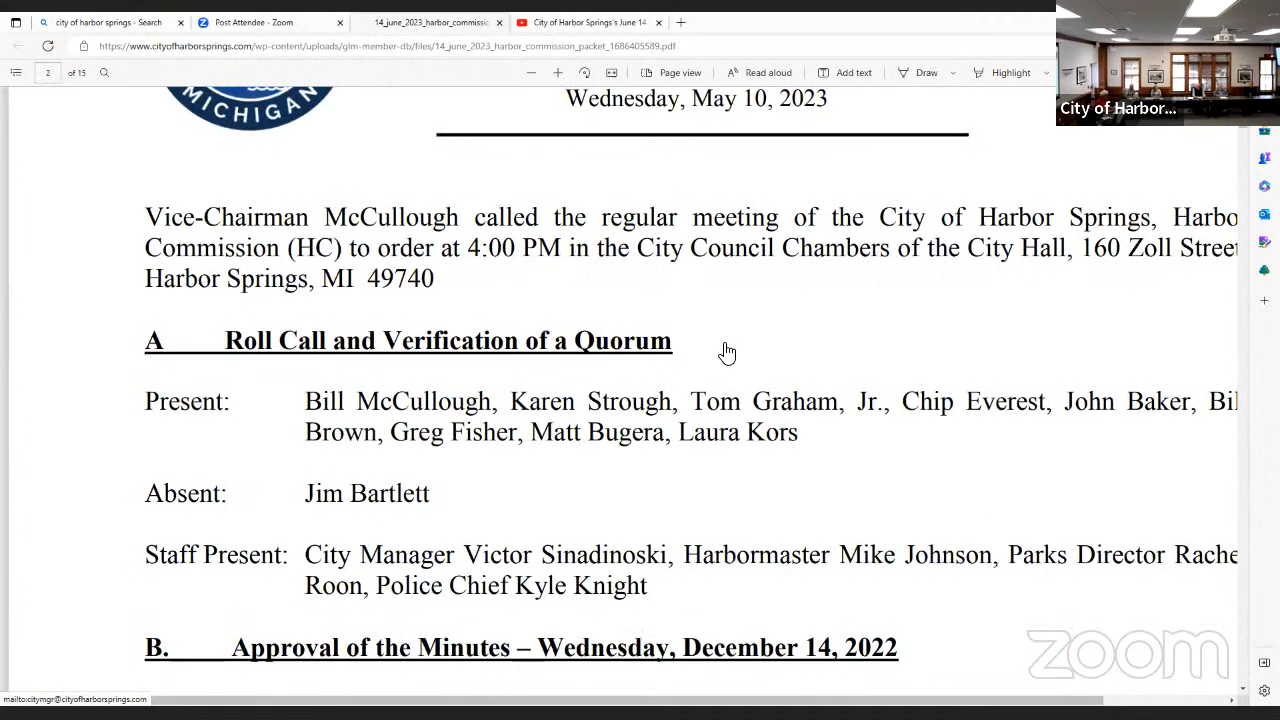 city of harbor springs - Search
Post Attendee - Zoom
14_june_2023_harbor_commissio
City of Harbor Springs's June 14
https://www.cityofharborsprings.com/wp-content/uploads/glm-member-db/files/14_june_2023_harbor_commission_packet_1686405589.pdf
2 of 15
Page view
Read aloud
Add text
Draw
Highlight
City of Harbor...
MICHIGAN
Wednesday, May 10, 2023
Vice-Chairman McCullough called the regular meeting of the City of Harbor Springs, Harbo
Commission (HC) to order at 4:00 PM in the City Council Chambers of the City Hall, 160 Zoll Street
Harbor Springs, MI 49740
A Roll Call and Verification of a Quorum
Present: Bill McCullough, Karen Strough, Tom Graham, Jr., Chip Everest, John Baker, Bil
Brown, Greg Fisher, Matt Bugera, Laura Kors
Absent: Jim Bartlett
Staff Present: City Manager Victor Sinadinoski, Harbormaster Mike Johnson, Parks Director Rache
Roon, Police Chief Kyle Knight
B. Approval of the Minutes – Wednesday, December 14, 2022
zoom
mailto:citymgr@cityofharborsprings.com